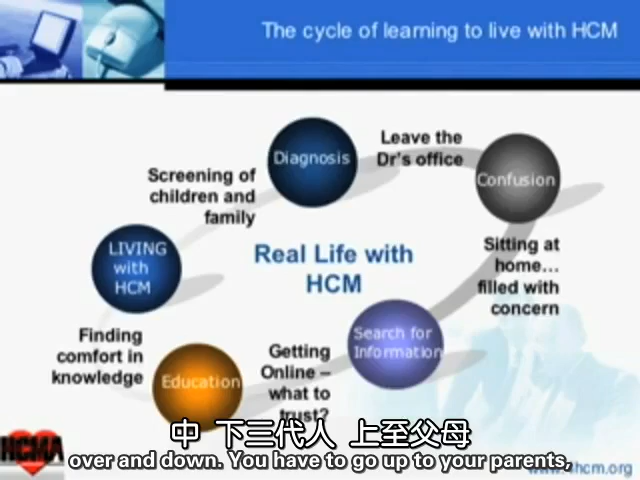 The cycle of learning to live with HCM
Diagnosis
Leave the
Dr's office
Confusion
Screening of
children and
family
LIVING
with
HCM
Real Life with
HCM
Sitting at
home...
filled with
concern
Search for
Information
Finding
comfort in
knowledge
Education
Getting
Online –
what to
trust?
中 下三代人 上至父母
over and down. You have to go up to your parents,
HCMA
hcm.org